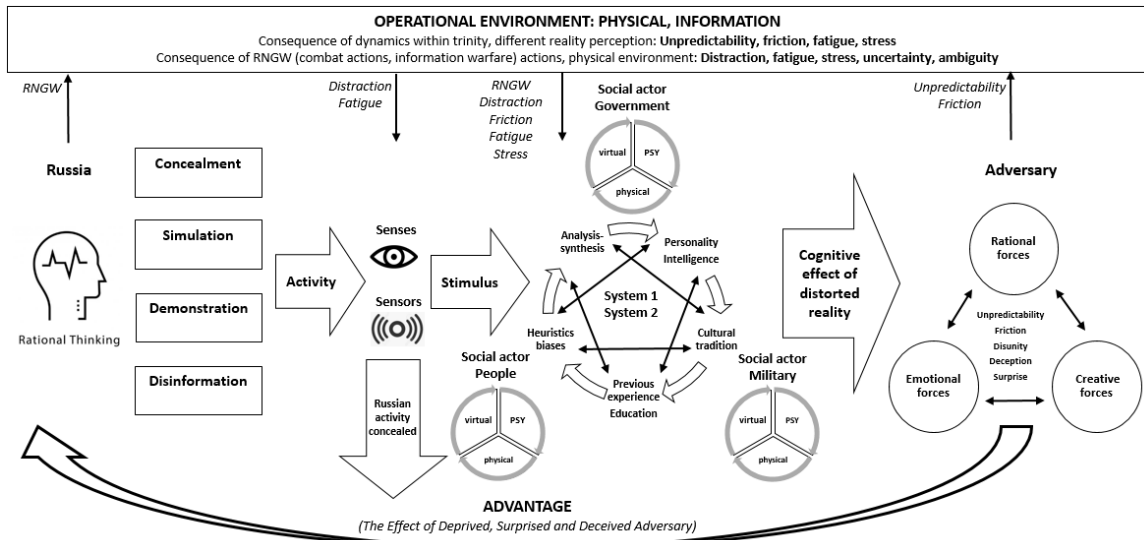 OPERATIONAL ENVIRONMENT: PHYSICAL, INFORMATION
Consequence of dynamics within trinity, different reality perception: Unpredictability, friction, fatigue, stress
Consequence of RNGW (combat actions, information warfare) actions, physical environment: Distraction, fatigue, stress, uncertainty, ambiguity
RNGW
Distraction
Fatigue
RNGW
Distraction
Friction
Fatigue
Stress
Social actor
Government
virtual
PSY
physical
Unpredictability
Friction
Russia
Rational Thinking
Concealment
Simulation
Demonstration
Disinformation
Activity
Senses
Sensors
Russian
activity
concealed
Stimulus
Analysis-
synthesis
Personality
Intelligence
System 1
System 2
Heuristics
biases
Cultural
tradition
Previous
experience
Education
Social actor
People
virtual
PSY
physical
Social actor
Military
virtual
PSY
physical
Cognitive
effect of
distorted
reality
Adversary
Rational
forces
Unpredictability
Friction
Disunity
Deception
Surprise
Emotional
forces
Creative
forces
ADVANTAGE
(The Effect of Deprived, Surprised and Deceived Adversary)